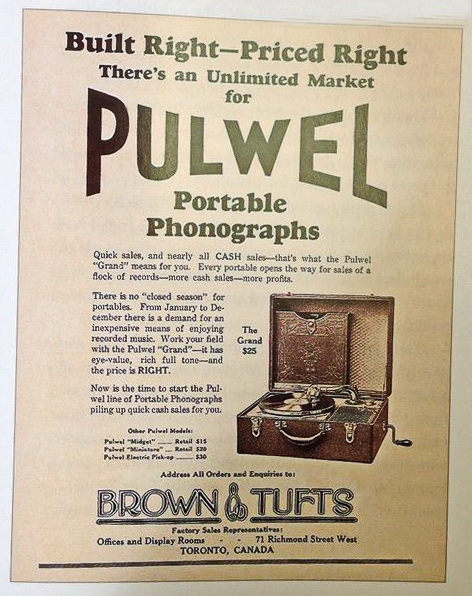 Built Right—Priced Right
There's an Unlimited Market
for
PULWEL
Portable
Phonographs
Quick sales, and nearly all CASH sales—that's what the Pulwel
"Grand" means for you. Every portable opens the way for sales of a
flock of records—more cash sales—more profits.
There is no "closed season" for
portables. From January to De-
cember there is a demand for an
inexpensive means of enjoying
recorded music. Work your field
with the Pulwel "Grand"—it has
eye-value, rich full tone—and
the price is RIGHT.
The
Grand
$25
Now is the time to start the Pul-
wel line of Portable Phonographs
piling up quick cash sales for you.
Other Pulwel Models:
Pulwel "Midget" -- Retail $15
Pulwel "Miniature" -- Retail $20
Pulwel Electric Pick-up -- $30
Address All Orders and Enquiries to:
BROWN & TUFTS
Factory Sales Representatives:
Offices and Display Rooms - - 71 Richmond Street West
TORONTO, CANADA